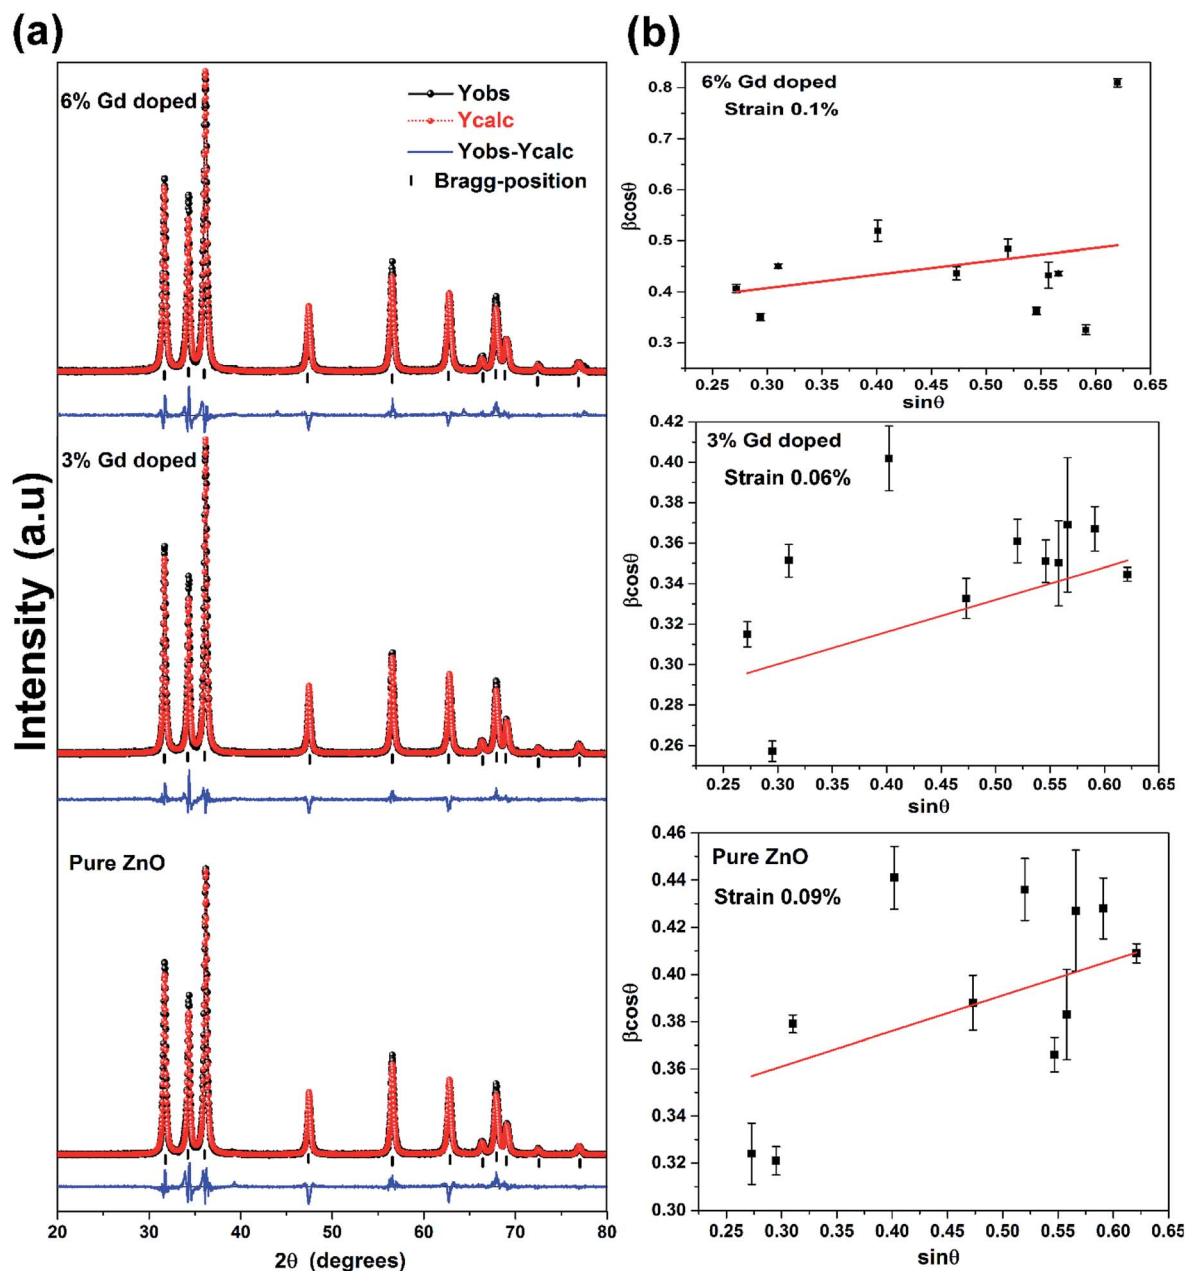 (a)
6% Gd doped
Yobs
Ycalc
Yobs-Ycalc
Bragg-position
3% Gd doped
Pure ZnO
Intensity (a.u)
20 30 40 50 60 70 80
2θ (degrees)
(b)
6% Gd doped
Strain 0.1%
0.8
0.7
0.6
0.5
0.4
0.3
βcosθ
0.25 0.30 0.35 0.40 0.45 0.50 0.55 0.60 0.65
sinθ
3% Gd doped
Strain 0.06%
0.42
0.40
0.38
0.36
0.34
0.32
0.30
0.28
0.26
βcosθ
0.25 0.30 0.35 0.40 0.45 0.50 0.55 0.60 0.65
sinθ
Pure ZnO
Strain 0.09%
0.46
0.44
0.42
0.40
0.38
0.36
0.34
0.32
0.30
βcosθ
0.25 0.30 0.35 0.40 0.45 0.50 0.55 0.60 0.65
sinθ